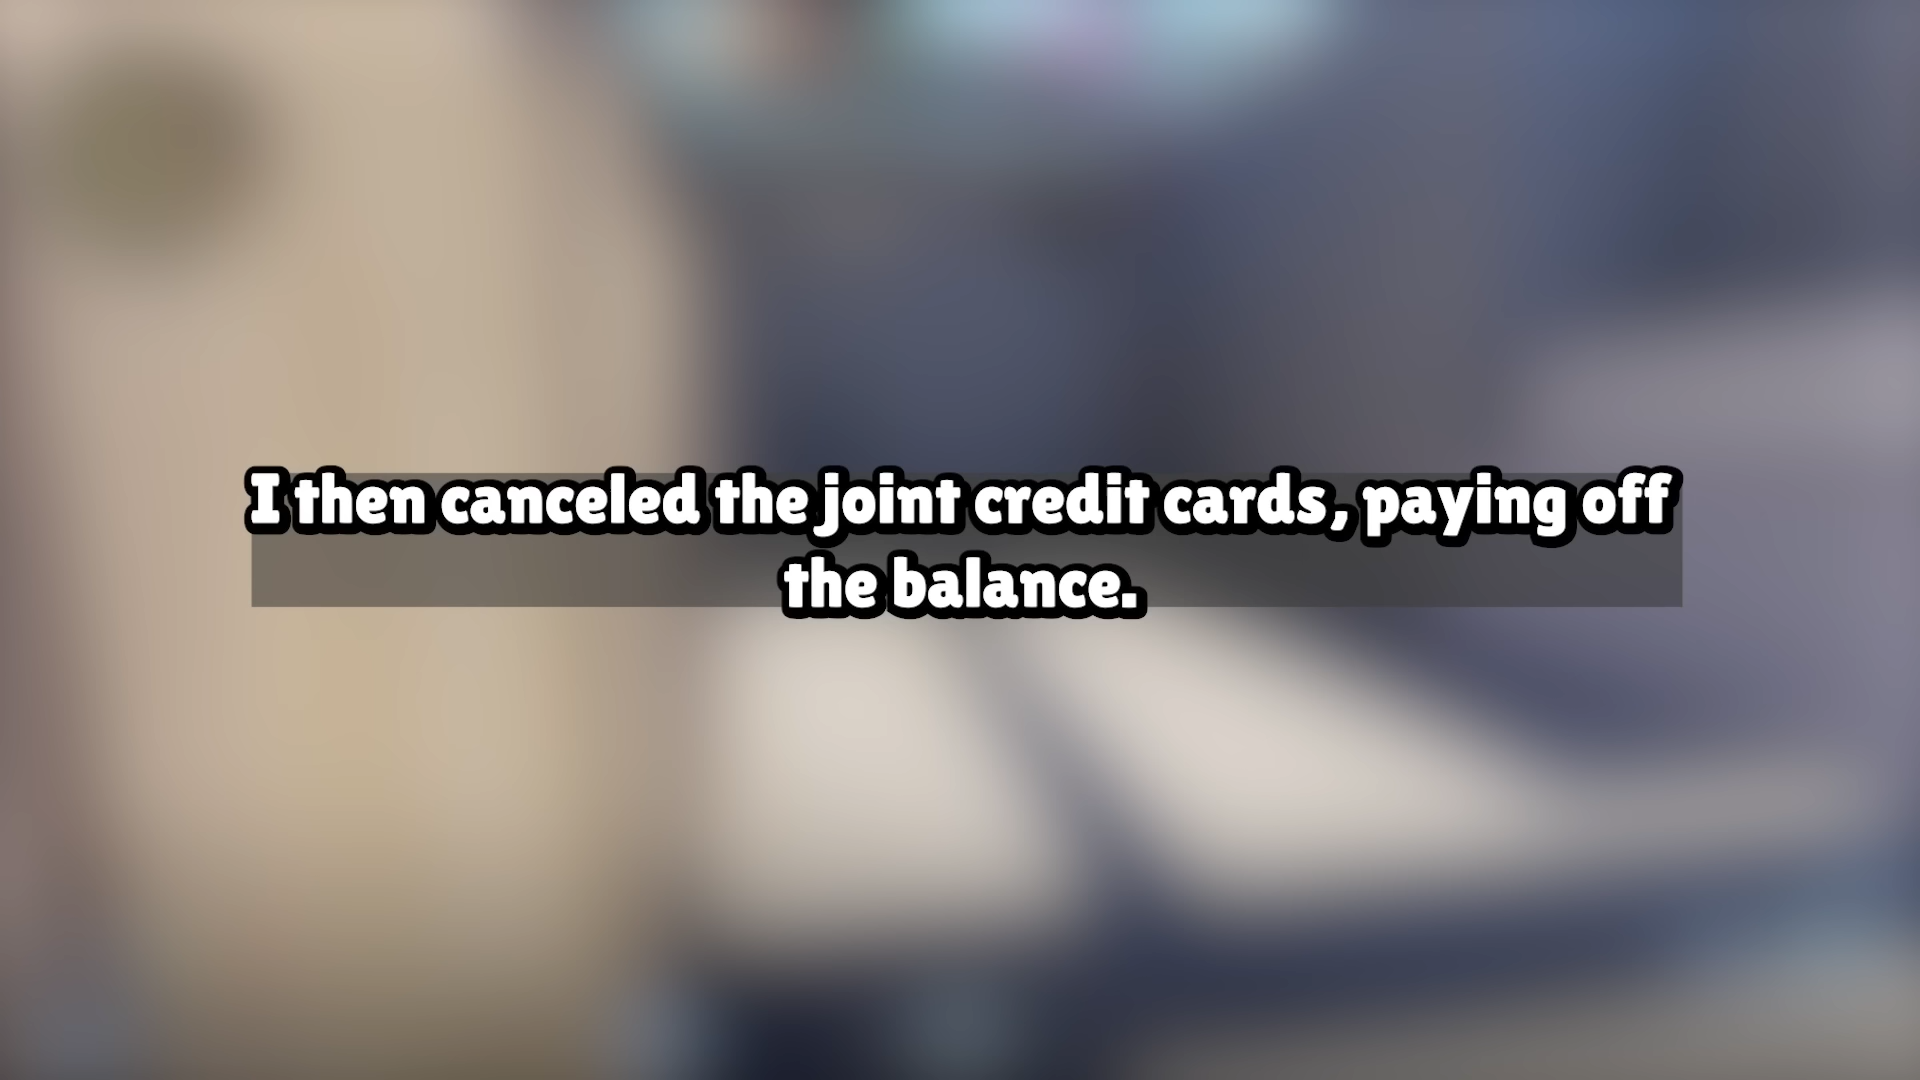 I then canceled the joint credit cards, paying off
the balance.